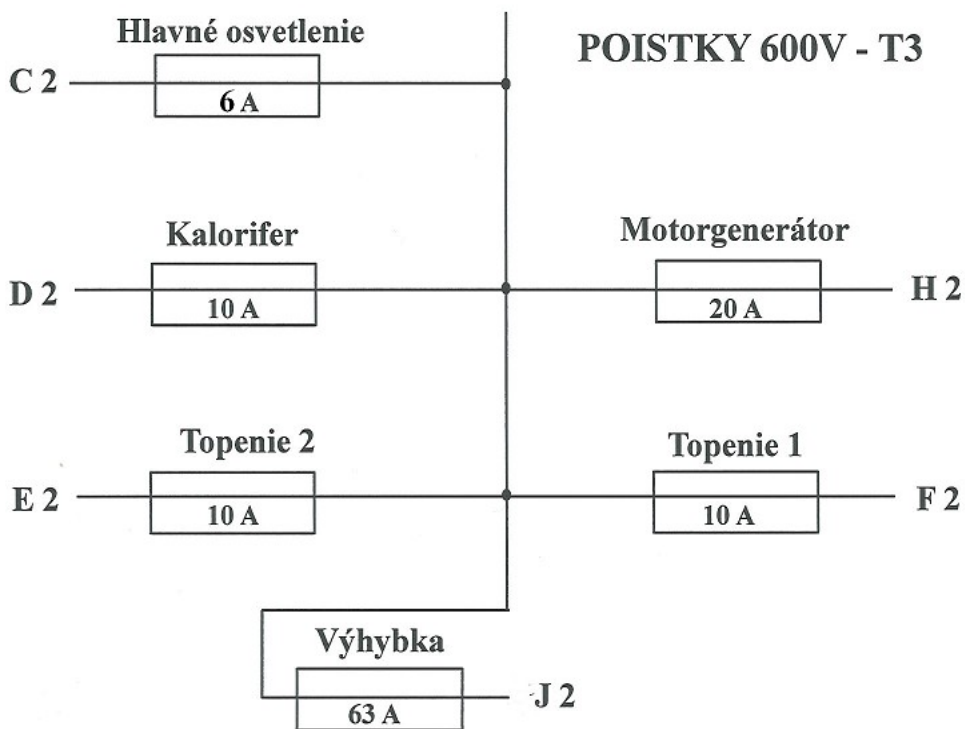 Hlavné osvetlenie
POISTKY 600V - T3
C 2
6 A
Kalorifer
Motorgenerátor
D 2
10 A
20 A
H 2
Topenie 2
Topenie 1
E 2
10 A
10 A
F 2
Výhybka
63 A
J 2